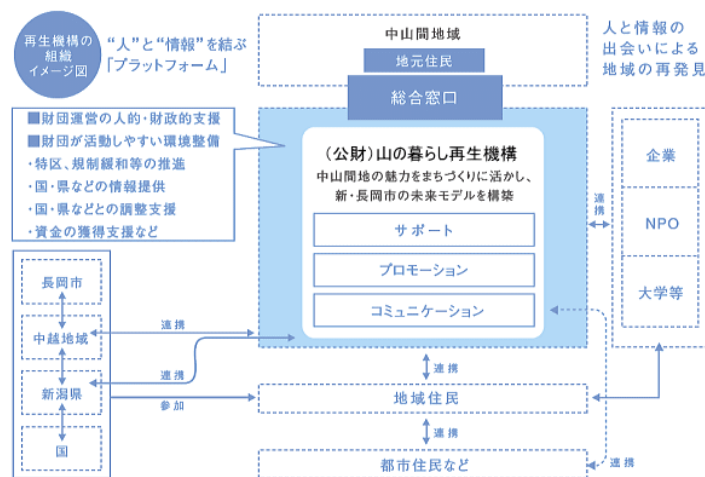 再生機構の
組織
イメージ図
“人”と“情報”を結ぶ
「プラットフォーム」
中山間地域
地元住民
総合窓口
人と情報の
出会いによる
地域の再発見
■財団運営の人的・財政的支援
■財団が活動しやすい環境整備
・特区、規制緩和等の推進
・国・県などの情報提供
・国・県などとの調整支援
・資金の獲得支援など
（公財）山の暮らし再生機構
中山間地の魅力をまちづくりに活かし、
新・長岡市の未来モデルを構築
サポート
プロモーション
コミュニケーション
連携
企業
NPO
大学等
長岡市
中越地域
新潟県
国
連携
連携
参加
連携
地域住民
連携
都市住民など
連携